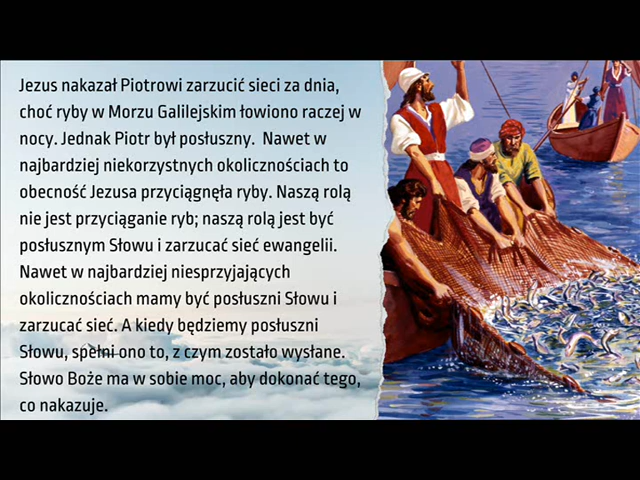 Jezus nakazał Piotrowi zarzucić sieci za dnia,
choć ryby w Morzu Galilejskim łowiono raczej w
nocy. Jednak Piotr był posłuszny. Nawet w
najbardziej niekorzystnych okolicznościach to
obecność Jezusa przyciągnęła ryby. Naszą rolą
nie jest przyciąganie ryb; naszą rolą jest być
posłusznym Słowu i zarzucać sieć ewangelii.
Nawet w najbardziej niesprzyjających
okolicznościach mamy być posłuszni Słowu i
zarzucać sieć. A kiedy będziemy posłuszni
Słowu, spełni ono to, z czym zostało wysłane.
Słowo Boże ma w sobie moc, aby dokonać tego,
co nakazuje.